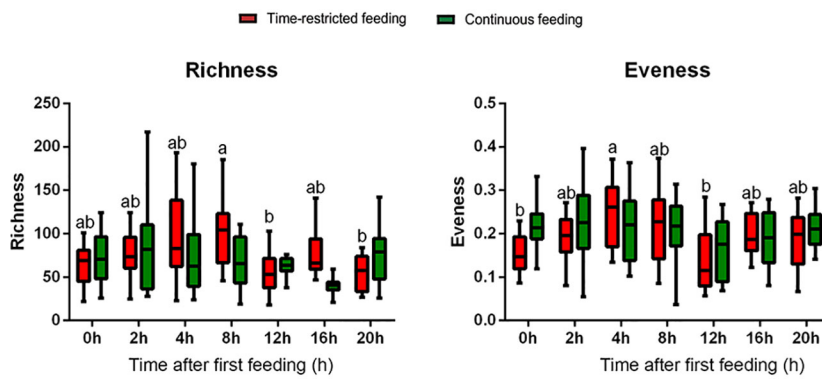 Time-restricted feeding Continuous feeding
Richness
250
200
150
100
50
0
Richness
ab
ab
ab
a
b
ab
b
0h 2h 4h 8h 12h 16h 20h
Time after first feeding (h)
Eveness
0.5
0.4
0.3
0.2
0.1
0.0
Eveness
b
ab
a
ab
b
ab
ab
0h 2h 4h 8h 12h 16h 20h
Time after first feeding (h)